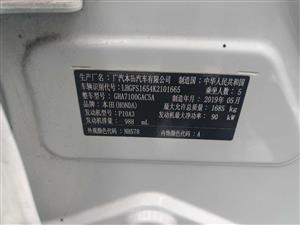 生产厂名: 广汽本田汽车有限公司 制造国: 中华人民共和国
车辆识别代号: LHGFS1654K2101665 乘坐人数: 5
整车型号: GHA7100GAC5A 制造年月: 2019年05月
品牌: 本田(HONDA) 最大允许总质量: 1685 kg
发动机型号: P10A3 发动机最大净功率: 90 kW
发动机排量: 988 mL
外观颜色: NH578 内饰颜色: A